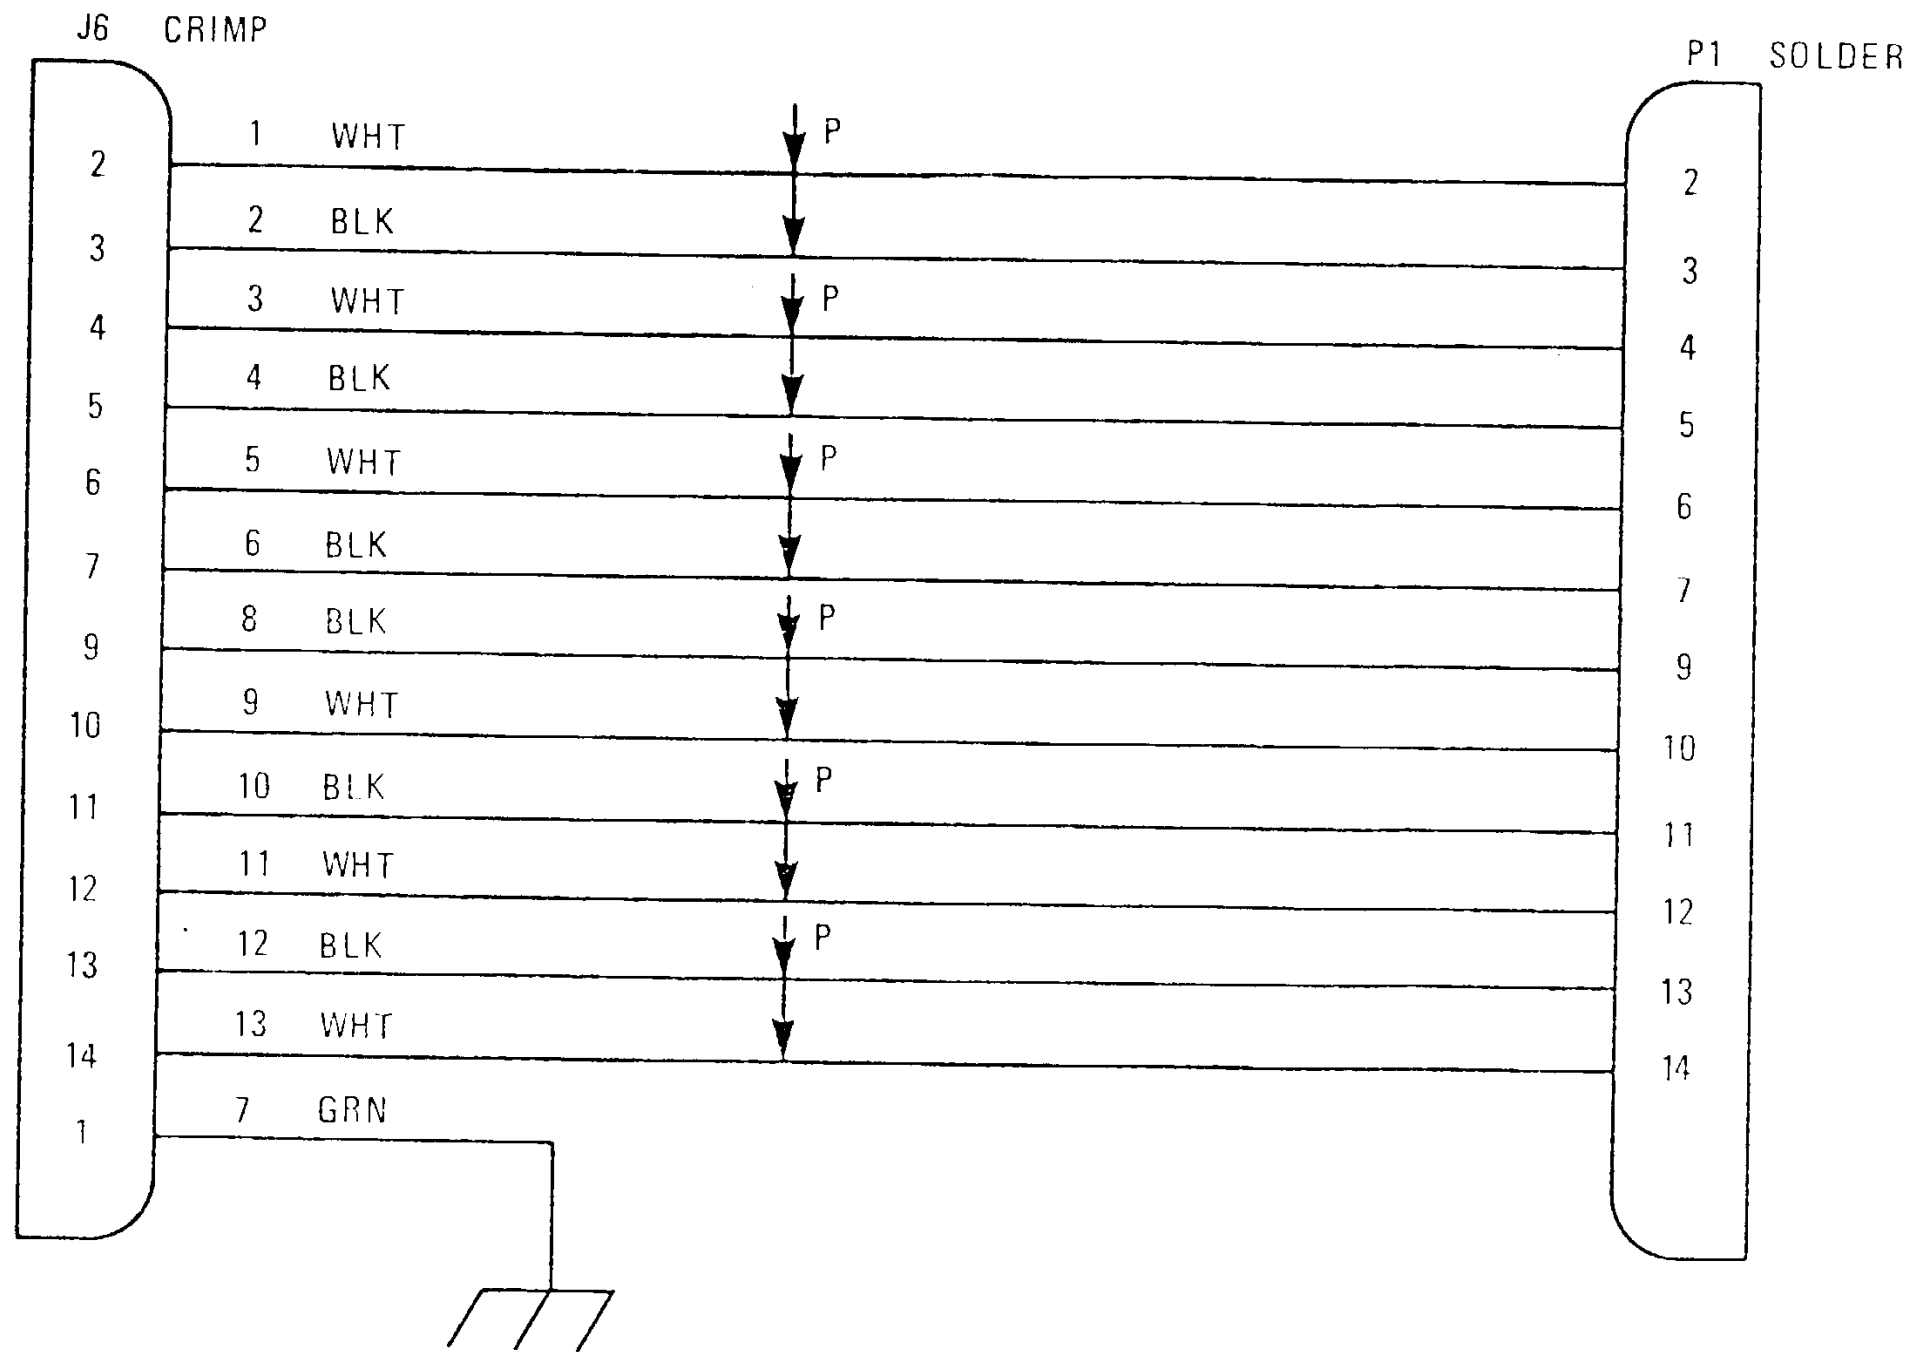 J6 CRIMP
P1 SOLDER
1 WHT P
2 2
2 BLK
3 3
3 WHT P
4 4
4 BLK
5 5
5 WHT P
6 6
6 BLK
7 7
8 BLK P
9 9
9 WHT
10 10
10 BLK P
11 11
11 WHT
12 12
12 BLK P
13 13
13 WHT
14 14
7 GRN
1